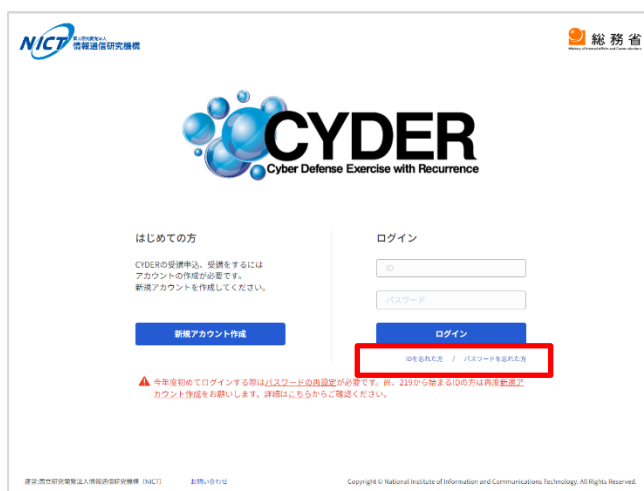 NICT 国立研究開発法人
情報通信研究機構
総務省
Ministry of Internal Affairs and Communications
CYDER
Cyber Defense Exercise with Recurrence
はじめての方
CYDERの受講申込、受講をするには
アカウントの作成が必要です。
新規アカウントを作成してください。
新規アカウント作成
ログイン
ID
パスワード
ログイン
IDを忘れた方 / パスワードを忘れた方
今年度初めてログインする際はパスワードの再設定が必要です。尚、219から始まるIDの方は再度新規ア
カウント作成をお願いします。詳細はこちらからご確認ください。
運営:国立研究開発法人情報通信研究機構（NICT） お問い合わせ
Copyright © National Institute of Information and Communications Technology. All Rights Reserved.